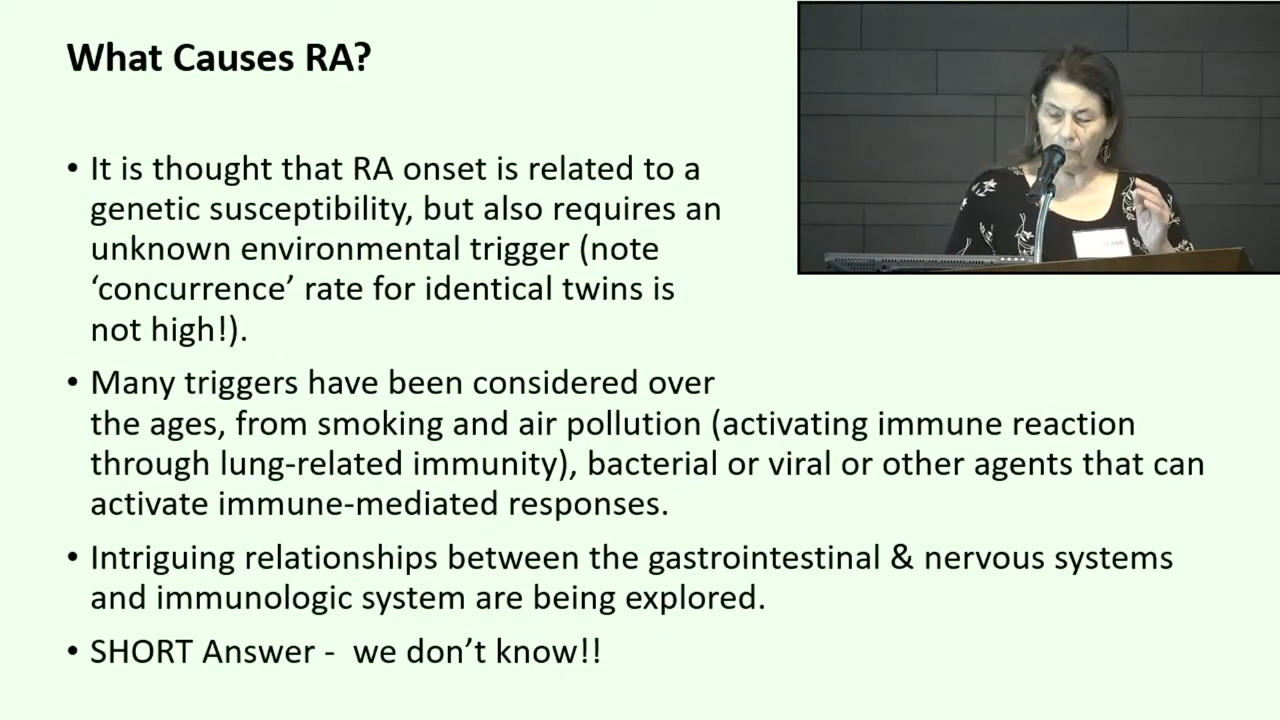 What Causes RA?
• It is thought that RA onset is related to a
genetic susceptibility, but also requires an
unknown environmental trigger (note
‘concurrence’ rate for identical twins is
not high!).
• Many triggers have been considered over
the ages, from smoking and air pollution (activating immune reaction
through lung-related immunity), bacterial or viral or other agents that can
activate immune-mediated responses.
• Intriguing relationships between the gastrointestinal & nervous systems
and immunologic system are being explored.
• SHORT Answer -  we don’t know!!